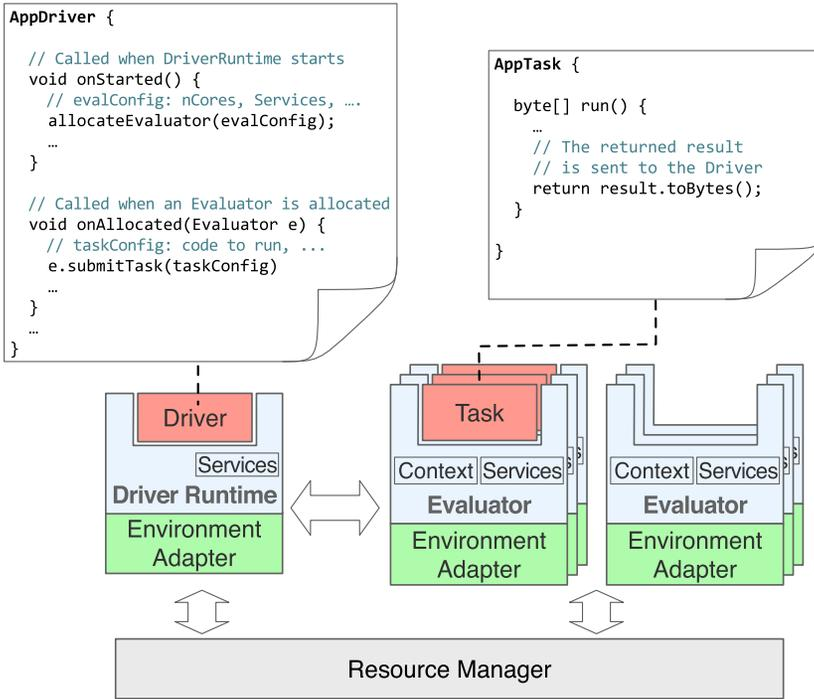 AppDriver {
// Called when DriverRuntime starts
void onStarted() {
// evalConfig: nCores, Services, ….
allocateEvaluator(evalConfig);
…
}
// Called when an Evaluator is allocated
void onAllocated(Evaluator e) {
// taskConfig: code to run, ...
e.submitTask(taskConfig)
…
}
…
}
AppTask {
byte[] run() {
…
// The returned result
// is sent to the Driver
return result.toBytes();
}
}
Driver
Services
Driver Runtime
Environment
Adapter
Task
Context Services
Evaluator
Environment
Adapter
s
s
Context Services
Evaluator
Environment
Adapter
s
s
Resource Manager